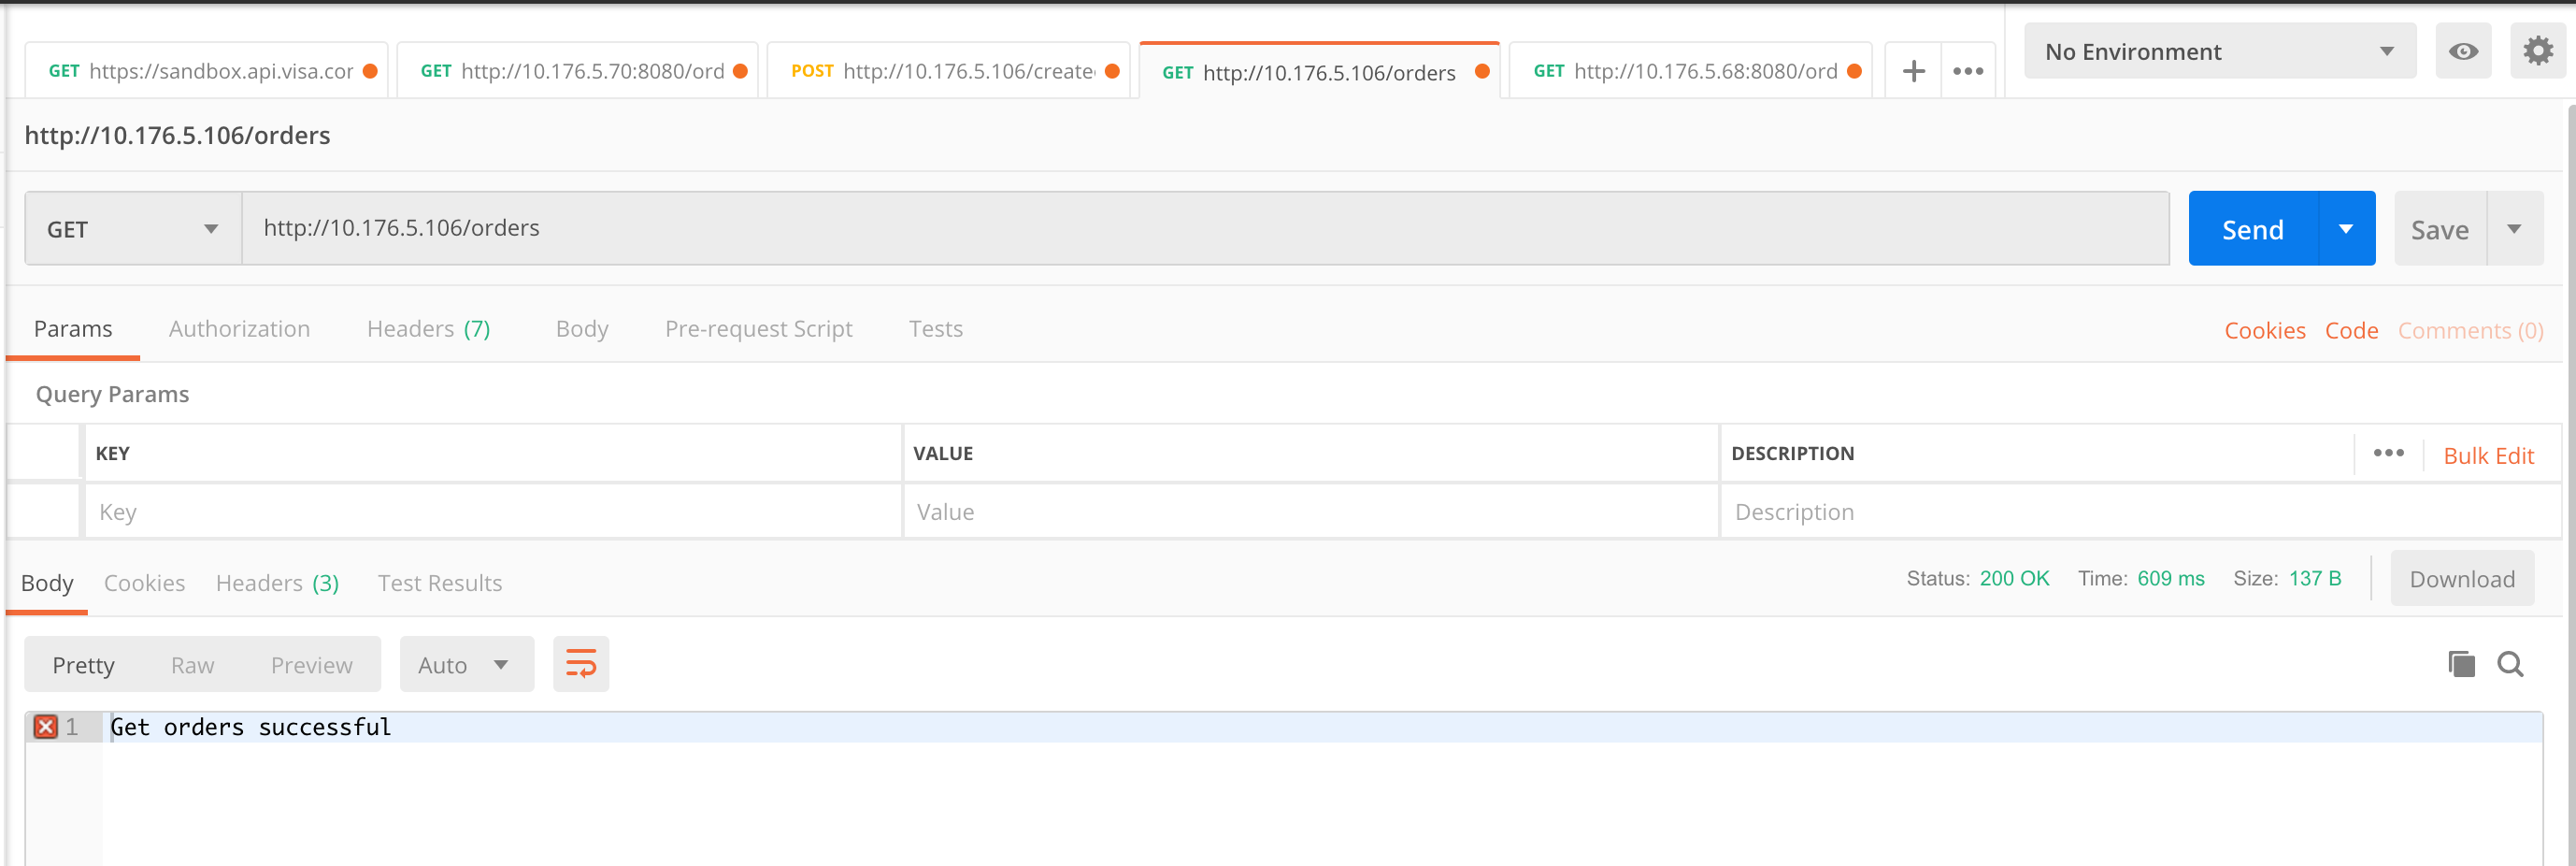 GET https://sandbox.api.visa.cor
GET http://10.176.5.70:8080/ord
POST http://10.176.5.106/create
GET http://10.176.5.106/orders
GET http://10.176.5.68:8080/ord
No Environment
http://10.176.5.106/orders
GET http://10.176.5.106/orders Send Save
Params Authorization Headers (7) Body Pre-request Script Tests Cookies Code Comments (0)
Query Params
KEY VALUE DESCRIPTION Bulk Edit
Key Value Description
Body Cookies Headers (3) Test Results Status: 200 OK Time: 609 ms Size: 137 B Download
Pretty Raw Preview Auto
1 Get orders successful